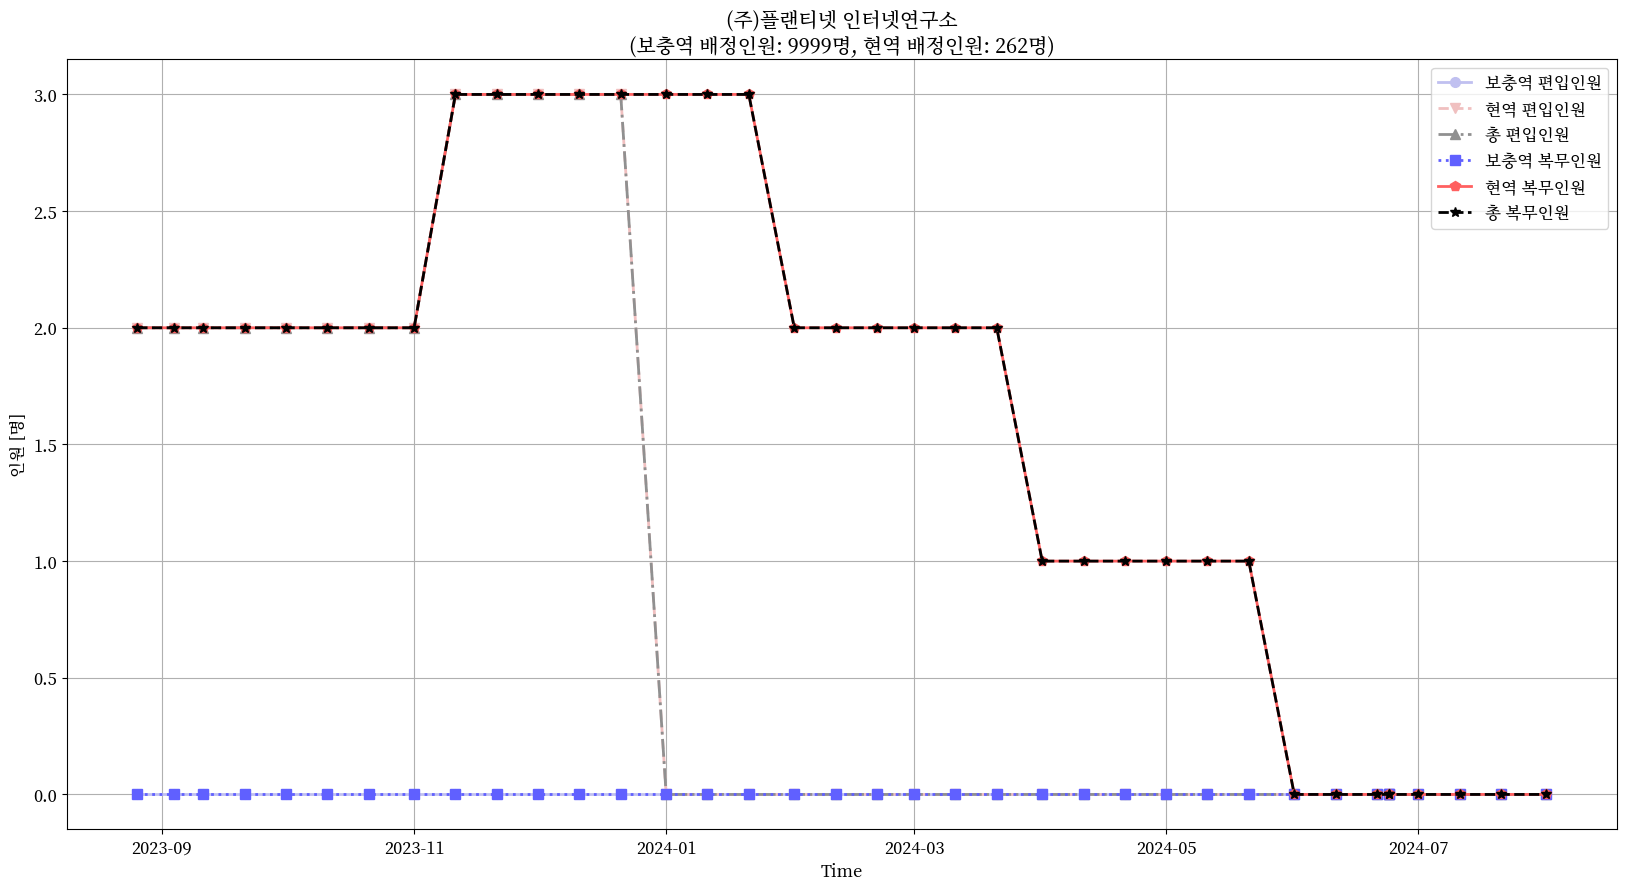 (주)플랜티넷 인터넷연구소
(보충역 배정인원: 9999명, 현역 배정인원: 262명)
보충역 편입인원
현역 편입인원
총 편입인원
보충역 복무인원
현역 복무인원
총 복무인원
인원 [명]
3.0
2.5
2.0
1.5
1.0
0.5
0.0
2023-09
2023-11
2024-01
2024-03
2024-05
2024-07
Time